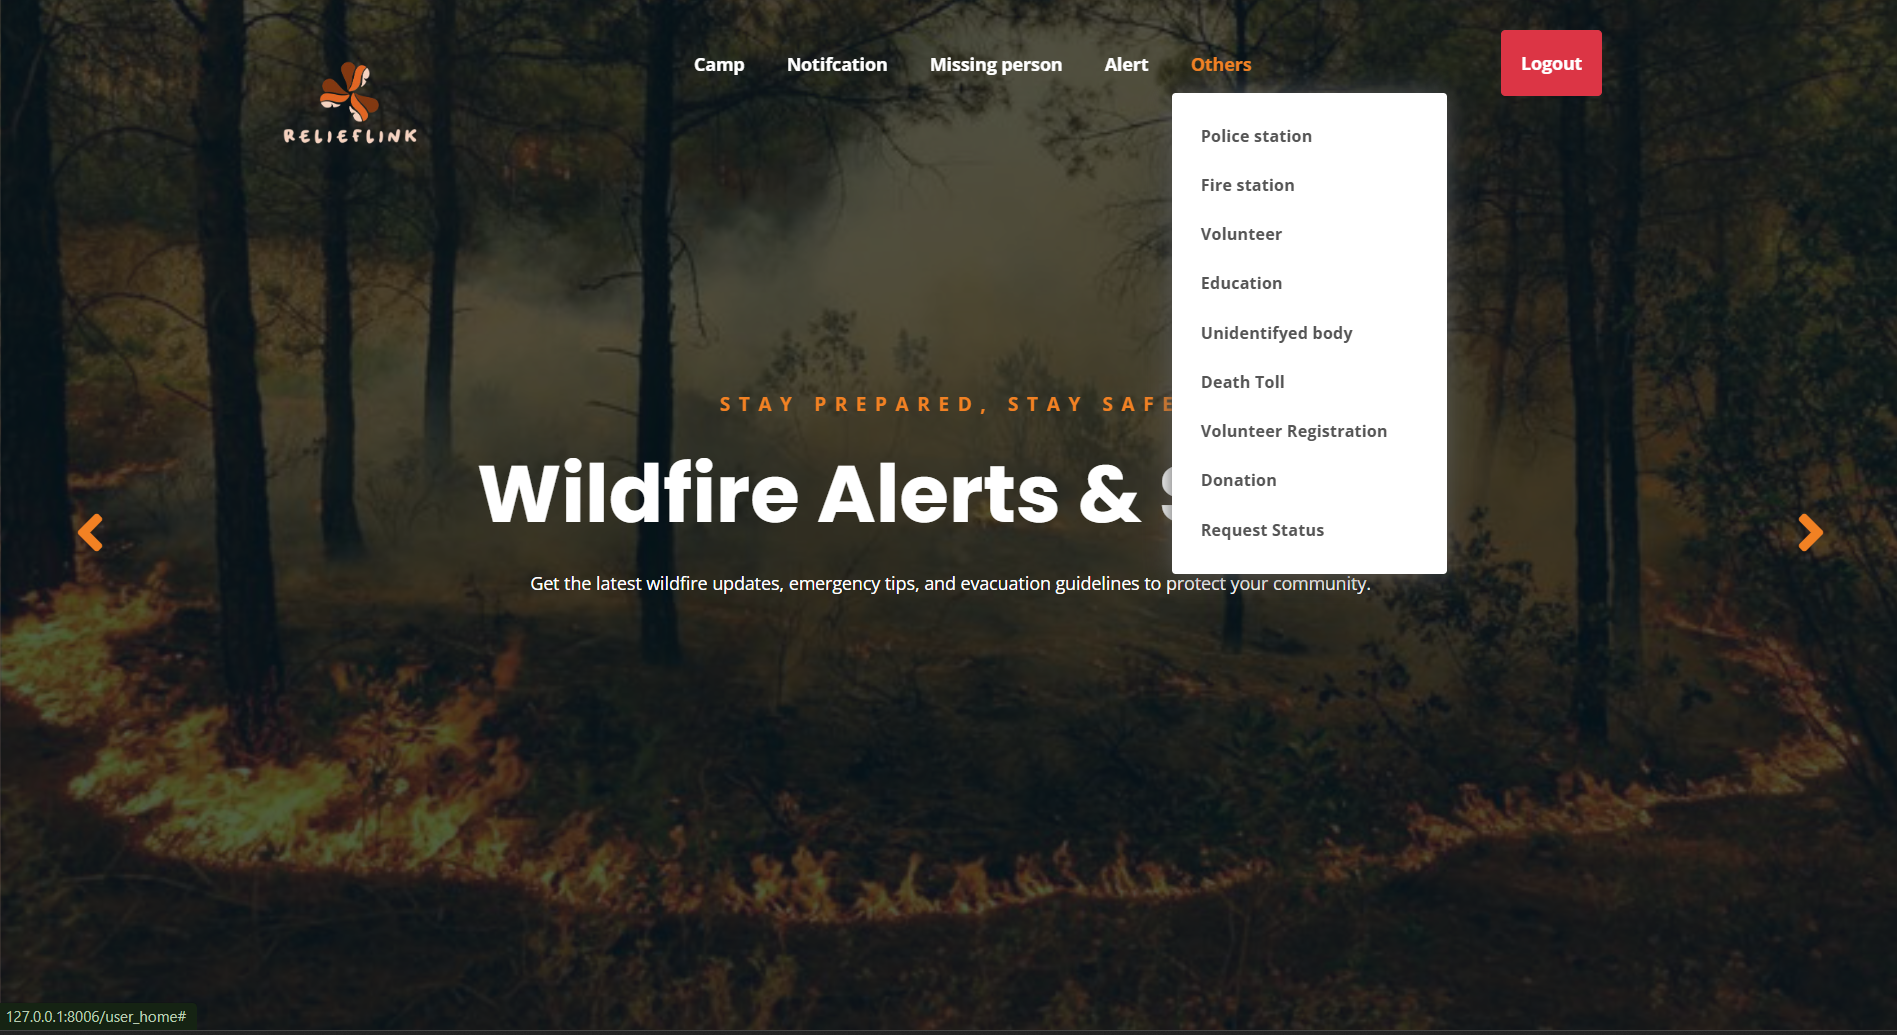 Camp Notifcation Missing person Alert Others Logout
RELIEFLINK
Police station
Fire station
Volunteer
Education
Unidentifyed body
Death Toll
Volunteer Registration
Donation
Request Status
STAY PREPARED, STAY SAFE
Wildfire Alerts &
Get the latest wildfire updates, emergency tips, and evacuation guidelines to protect your community.
127.0.0.1:8006/user_home#